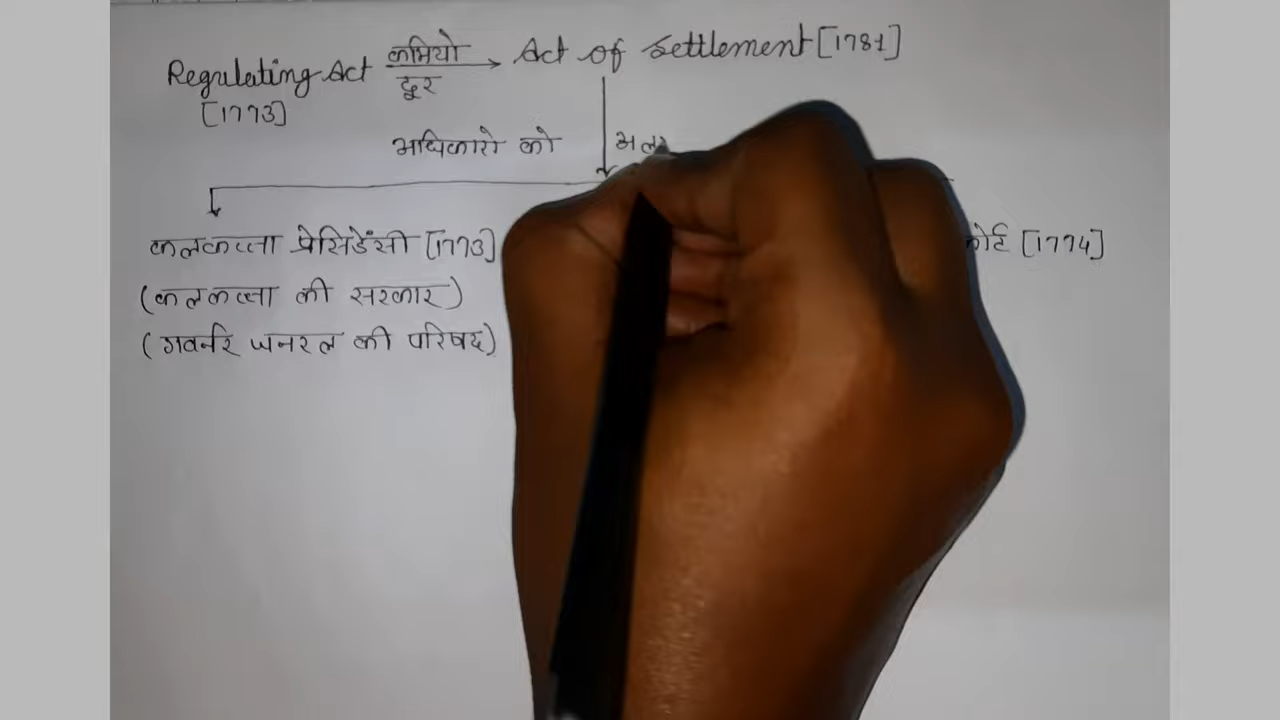 Regulating Act कमियो दूर → Act of Settlement [1781]
[1773]
अधिकारो को
कलकत्ता प्रेसिडेंसी [1773] [1774]
(कलकत्ता की सरकार)
(गवर्नर जनरल की परिषद)